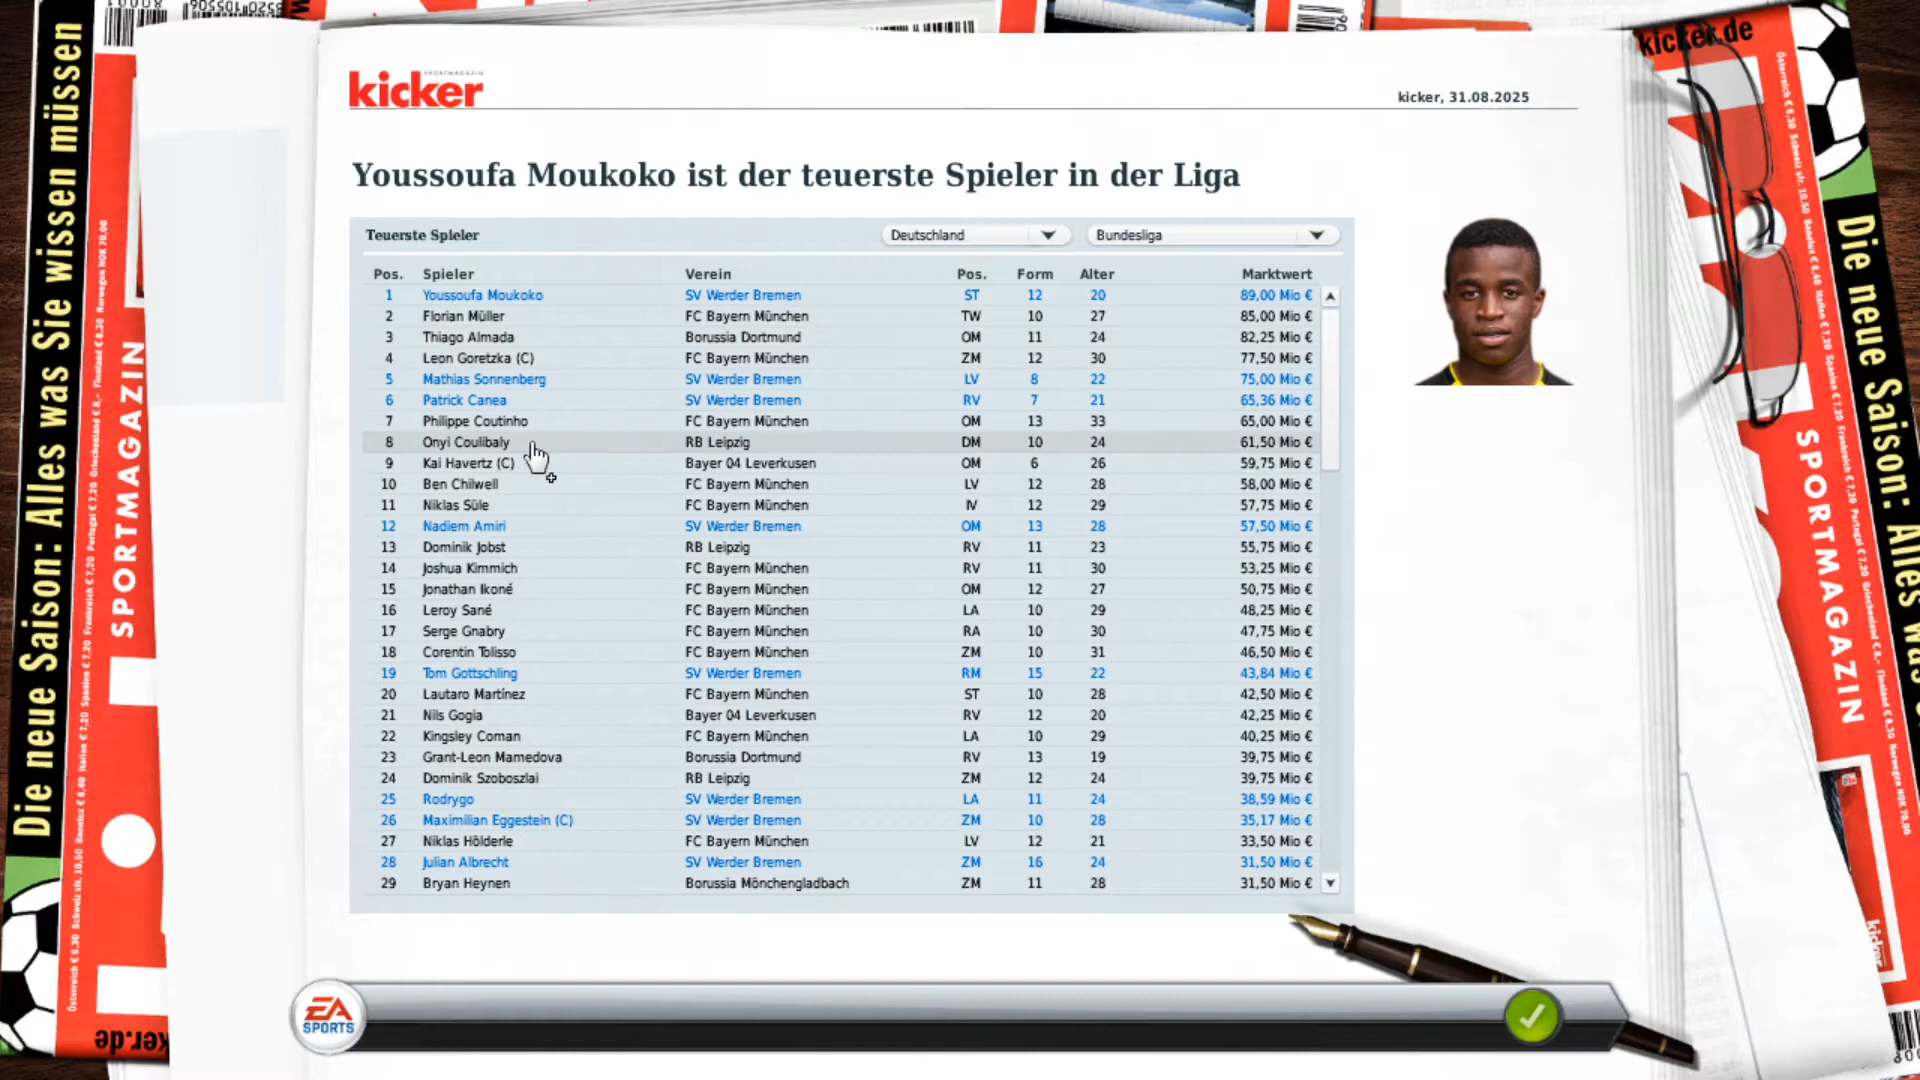 kicker.de
Die neue Saison: Alles was Sie wissen müssen
SPORTMAGAZIN
kicker
SPORTMAGAZIN
kicker, 31.08.2025
Youssoufa Moukoko ist der teuerste Spieler in der Liga
Teuerste Spieler Deutschland Bundesliga
Pos. Spieler Verein Pos. Form Alter Marktwert
1 Youssoufa Moukoko SV Werder Bremen ST 12 20 89,00 Mio €
2 Florian Müller FC Bayern München TW 10 27 85,00 Mio €
3 Thiago Almada Borussia Dortmund OM 11 24 82,25 Mio €
4 Leon Goretzka (C) FC Bayern München ZM 12 30 77,50 Mio €
5 Mathias Sonnenberg SV Werder Bremen LV 8 22 75,00 Mio €
6 Patrick Canea SV Werder Bremen RV 7 21 65,36 Mio €
7 Philippe Coutinho FC Bayern München OM 13 33 65,00 Mio €
8 Onyi Coulibaly RB Leipzig DM 10 24 61,50 Mio €
9 Kai Havertz (C) Bayer 04 Leverkusen OM 6 26 59,75 Mio €
10 Ben Chilwell FC Bayern München LV 12 28 58,00 Mio €
11 Niklas Süle FC Bayern München IV 12 29 57,75 Mio €
12 Nadiem Amiri SV Werder Bremen OM 13 28 57,50 Mio €
13 Dominik Jobst RB Leipzig RV 11 23 55,75 Mio €
14 Joshua Kimmich FC Bayern München RV 11 30 53,25 Mio €
15 Jonathan Ikoné FC Bayern München OM 12 27 50,75 Mio €
16 Leroy Sané FC Bayern München LA 10 29 48,25 Mio €
17 Serge Gnabry FC Bayern München RA 10 30 47,75 Mio €
18 Corentin Tolisso FC Bayern München ZM 10 31 46,50 Mio €
19 Tom Gottschling SV Werder Bremen RM 15 22 43,84 Mio €
20 Lautaro Martínez FC Bayern München ST 10 28 42,50 Mio €
21 Nils Gogia Bayer 04 Leverkusen RV 12 20 42,25 Mio €
22 Kingsley Coman FC Bayern München LA 10 29 40,25 Mio €
23 Grant-Leon Mamedova Borussia Dortmund RV 13 19 39,75 Mio €
24 Dominik Szoboszlai RB Leipzig ZM 12 24 39,75 Mio €
25 Rodrygo SV Werder Bremen LA 11 24 38,59 Mio €
26 Maximilian Eggestein (C) SV Werder Bremen ZM 10 28 35,17 Mio €
27 Niklas Hölderle FC Bayern München LV 12 21 33,50 Mio €
28 Julian Albrecht SV Werder Bremen ZM 16 24 31,50 Mio €
29 Bryan Heynen Borussia Mönchengladbach ZM 11 28 31,50 Mio €
EA
SPORTS
SPORTMAGAZIN
Die neue Saison: Alles was
kicker